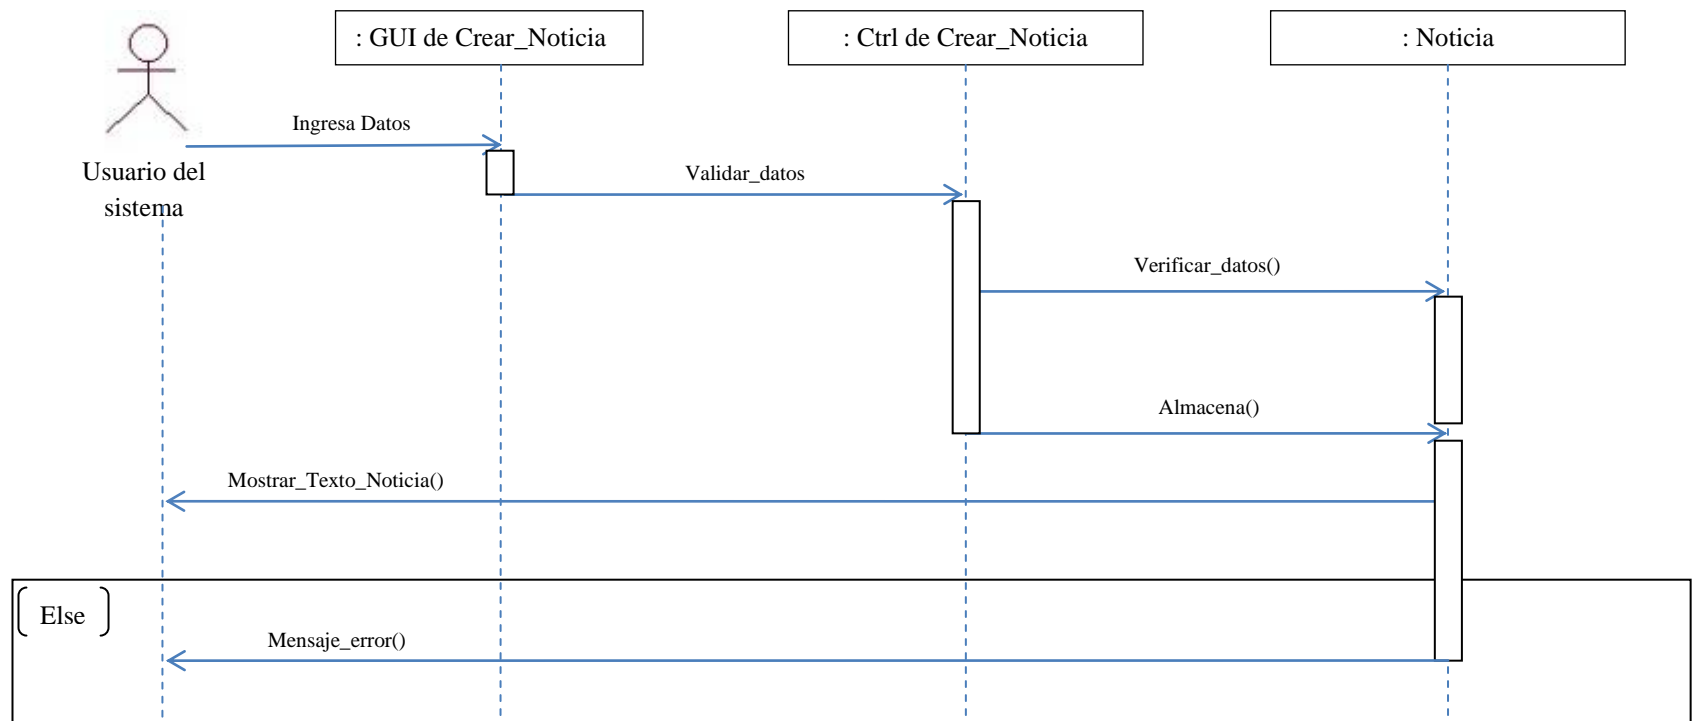 : GUI de Crear_Noticia
: Ctrl de Crear_Noticia
: Noticia
Ingresa Datos
Usuario del
sistema
Validar_datos
Verificar_datos()
Almacena()
Mostrar_Texto_Noticia()
Else
Mensaje_error()